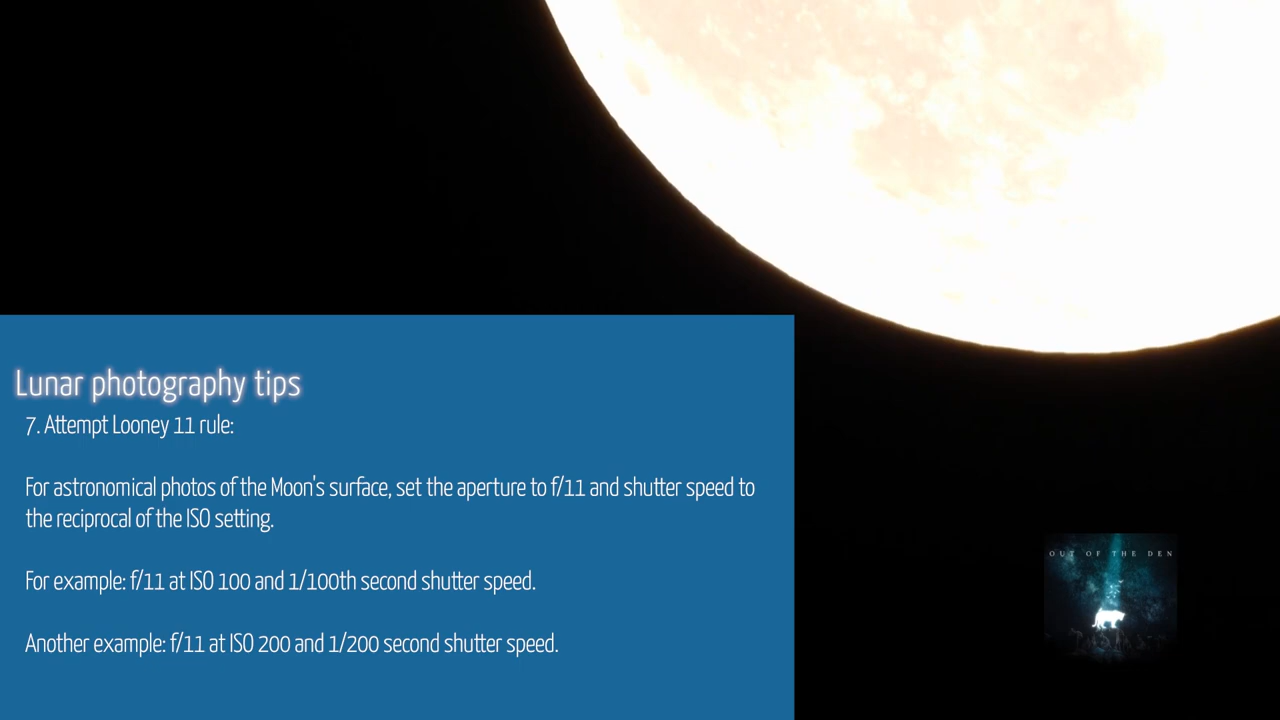 Lunar photography tips
7. Attempt Looney 11 rule:
For astronomical photos of the Moon's surface, set the aperture to f/11 and shutter speed to
the reciprocal of the ISO setting.
For example: f/11 at ISO 100 and 1/100th second shutter speed.
Another example: f/11 at ISO 200 and 1/200 second shutter speed.
OUT OF THE DEN